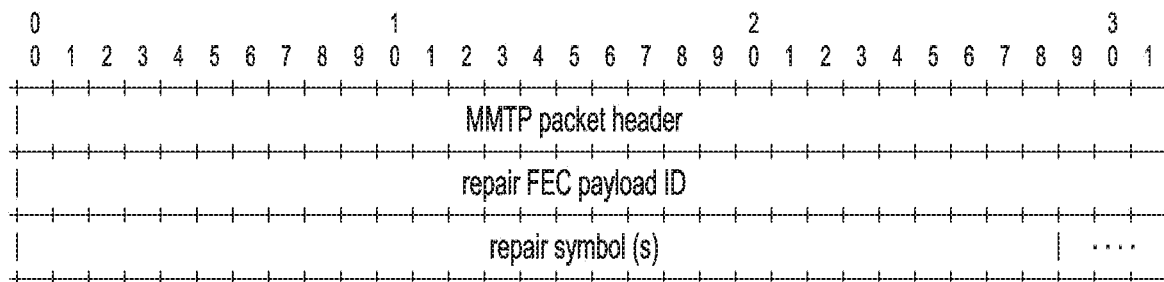 0 1 2 3
0 1 2 3 4 5 6 7 8 9 0 1 2 3 4 5 6 7 8 9 0 1 2 3 4 5 6 7 8 9 0 1
MMTP packet header
repair FEC payload ID
repair symbol (s) ....